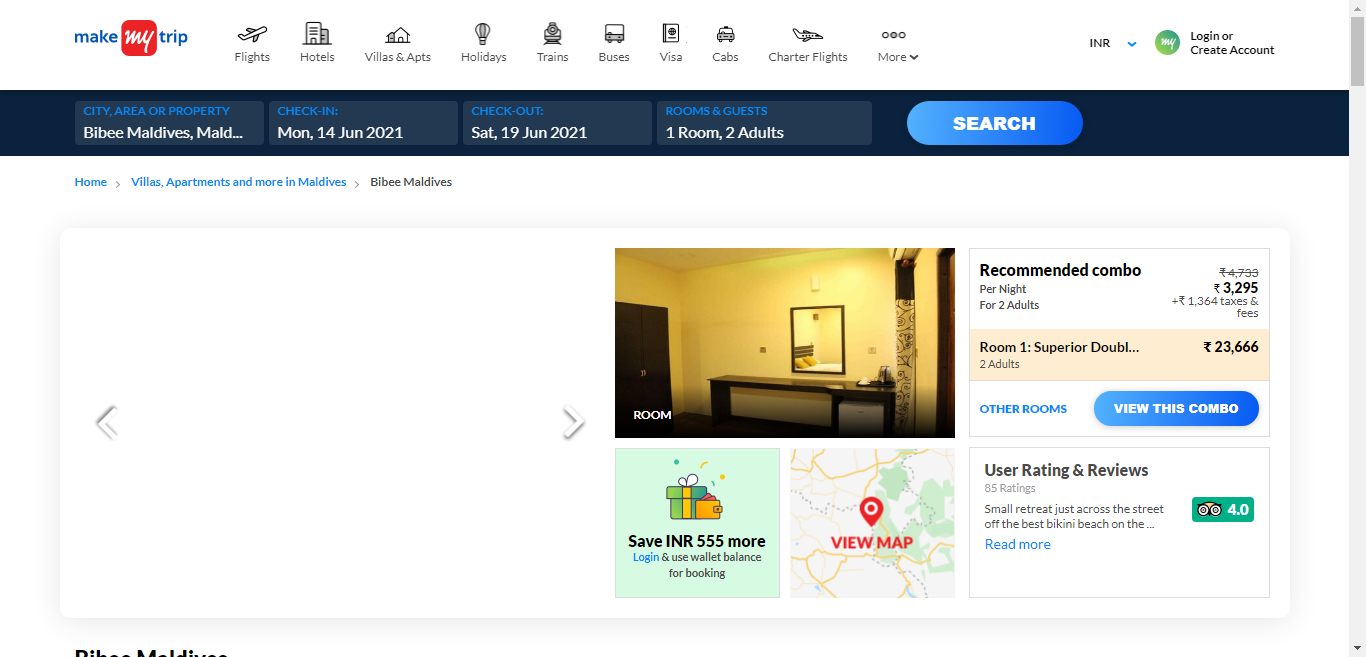 make my trip
Flights
Hotels
Villas & Apts
Holidays
Trains
Buses
Visa
Cabs
Charter Flights
More
INR
my
Login or
Create Account
CITY, AREA OR PROPERTY
Bibee Maldives, Mald...
CHECK-IN:
Mon, 14 Jun 2021
CHECK-OUT:
Sat, 19 Jun 2021
ROOMS & GUESTS
1 Room, 2 Adults
SEARCH
Home
Villas, Apartments and more in Maldives
Bibee Maldives
ROOM
Recommended combo
Per Night
For 2 Adults
₹ 4,733
₹ 3,295
+₹ 1,364 taxes &
fees
Room 1: Superior Doubl...
₹ 23,666
2 Adults
OTHER ROOMS
VIEW THIS COMBO
Save INR 555 more
Login & use wallet balance
for booking
VIEW MAP
User Rating & Reviews
85 Ratings
Small retreat just across the street
off the best bikini beach on the ...
4.0
Read more
Bibee Maldives